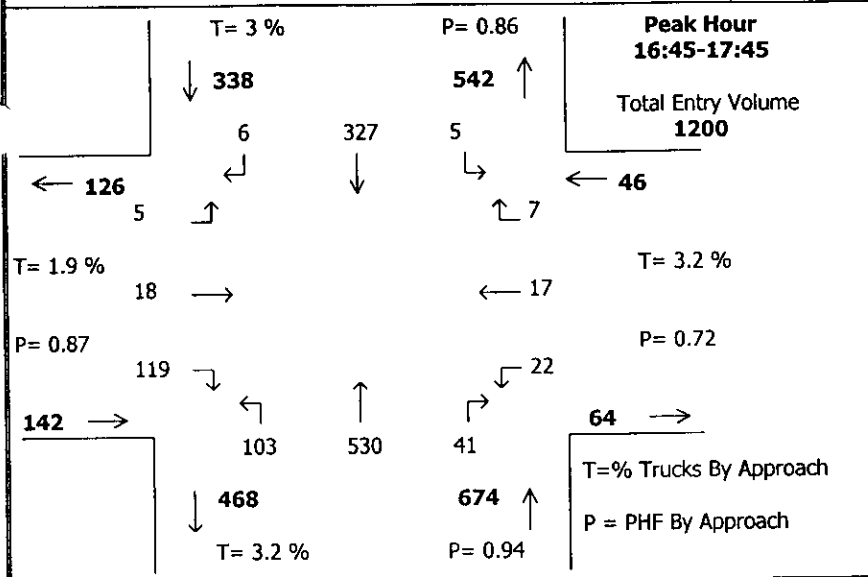 T= 3 % P= 0.86 Peak Hour
16:45-17:45
338 542
Total Entry Volume
6 327 5 1200
126 46
5 7
T= 1.9 % T= 3.2 %
18 17
P= 0.87 P= 0.72
119 22
142 64
103 530 41
T=% Trucks By Approach
468 674
P = PHF By Approach
T= 3.2 % P= 0.94